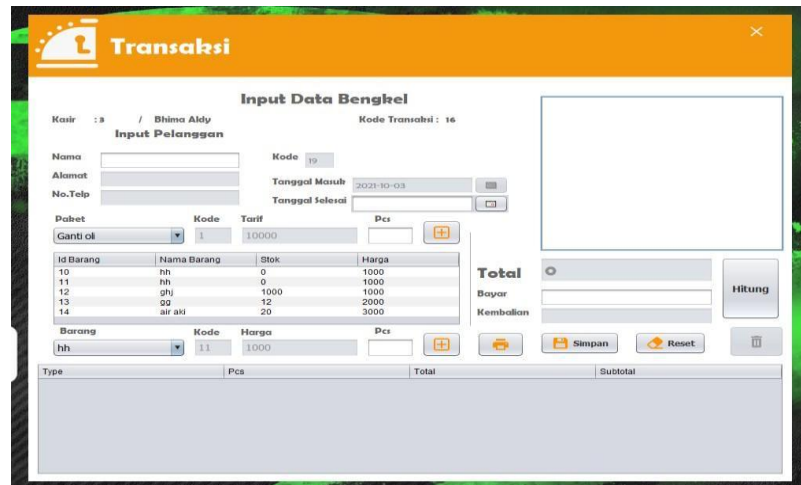 Transaksi
Input Data Bengkel
Kasir : 3 / Bhima Aldy
Kode Transaksi : 16
Input Pelanggan
Nama
Kode 19
Alamat
Tanggal Masuk 2021-10-03
No.Telp
Tanggal Selesai
Paket Kode Tarif Pcs
Ganti oli 1 10000
Id Barang Nama Barang Stok Harga
10 hh 0 1000
11 hh 0 1000
12 ghj 1000 1000
13 gg 12 2000
14 air aki 20 3000
Total 0
Bayar
Kembalian
Hitung
Barang Kode Harga Pcs
hh 11 1000
Simpan
Reset
Type Pcs Total Subtotal